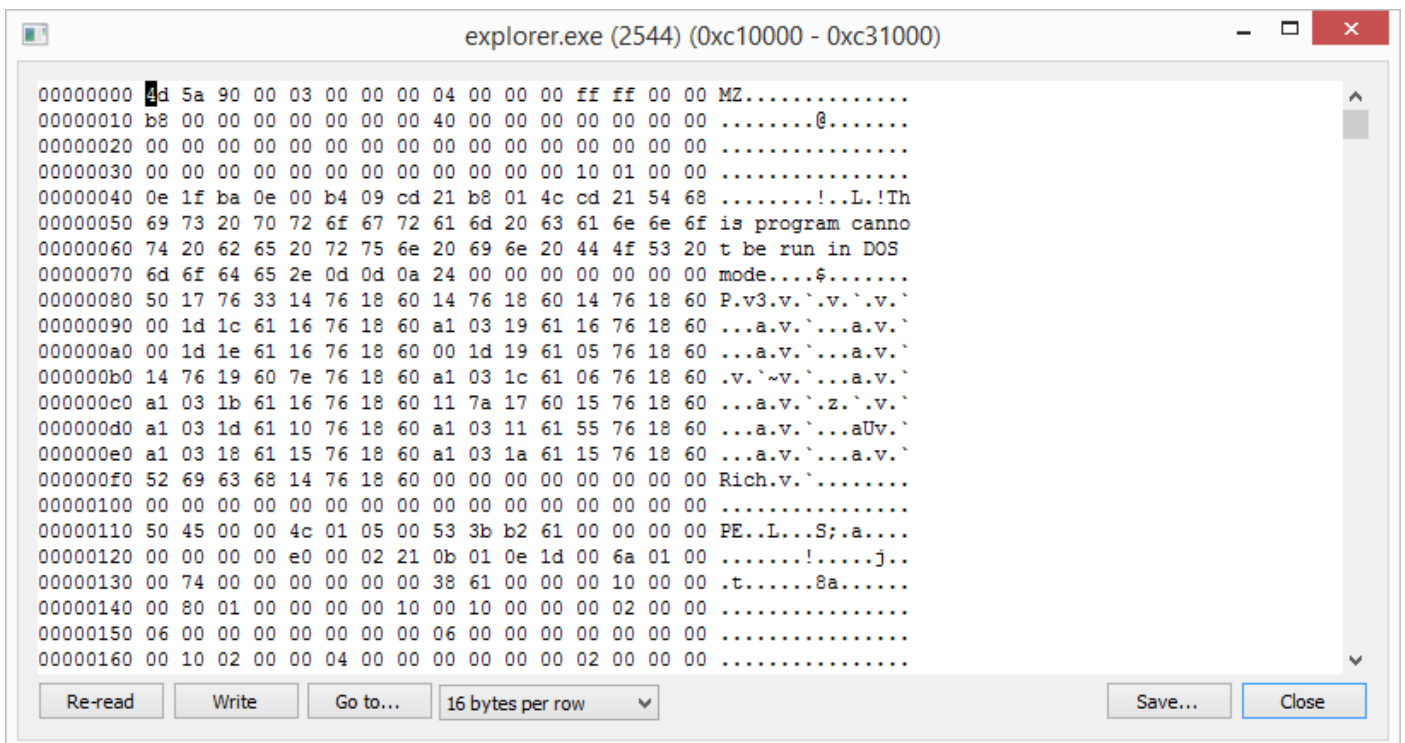 explorer.exe (2544) (0xc10000 - 0xc31000)
00000000 4d 5a 90 00 03 00 00 00 04 00 00 00 ff ff 00 00 MZ..............
00000010 b8 00 00 00 00 00 00 00 40 00 00 00 00 00 00 00 ........@.......
00000020 00 00 00 00 00 00 00 00 00 00 00 00 00 00 00 00 ................
00000030 00 00 00 00 00 00 00 00 00 00 00 00 10 01 00 00 ................
00000040 0e 1f ba 0e 00 b4 09 cd 21 b8 01 4c cd 21 54 68 ........!..L.!Th
00000050 69 73 20 70 72 6f 67 72 61 6d 20 63 61 6e 6e 6f is program canno
00000060 74 20 62 65 20 72 75 6e 20 69 6e 20 44 4f 53 20 t be run in DOS
00000070 6d 6f 64 65 2e 0d 0d 0a 24 00 00 00 00 00 00 00 mode....$.......
00000080 50 17 76 33 14 76 18 60 14 76 18 60 14 76 18 60 P.v3.v.`.v.`.v.`
00000090 00 1d 1c 61 16 76 18 60 a1 03 19 61 16 76 18 60 ...a.v.`...a.v.`
000000a0 00 1d 1e 61 16 76 18 60 00 1d 19 61 05 76 18 60 ...a.v.`...a.v.`
000000b0 14 76 19 60 7e 76 18 60 a1 03 1c 61 06 76 18 60 .v.`~v.`...a.v.`
000000c0 a1 03 1b 61 16 76 18 60 11 7a 17 60 15 76 18 60 ...a.v.`.z.`.v.`
000000d0 a1 03 1d 61 10 76 18 60 a1 03 11 61 55 76 18 60 ...a.v.`...aUv.`
000000e0 a1 03 18 61 15 76 18 60 a1 03 1a 61 15 76 18 60 ...a.v.`...a.v.`
000000f0 52 69 63 68 14 76 18 60 00 00 00 00 00 00 00 00 Rich.v.`........
00000100 00 00 00 00 00 00 00 00 00 00 00 00 00 00 00 00 ................
00000110 50 45 00 00 4c 01 05 00 53 3b b2 61 00 00 00 00 PE..L...S;.a....
00000120 00 00 00 00 e0 00 02 21 0b 01 0e 1d 00 6a 01 00 .......!.....j..
00000130 00 74 00 00 00 00 00 00 38 61 00 00 00 10 00 00 .t......8a......
00000140 00 80 01 00 00 00 00 10 00 10 00 00 00 02 00 00 ................
00000150 06 00 00 00 00 00 00 00 06 00 00 00 00 00 00 00 ................
00000160 00 10 02 00 00 04 00 00 00 00 00 00 02 00 00 00 ................
Re-read Write Go to... 16 bytes per row Save... Close